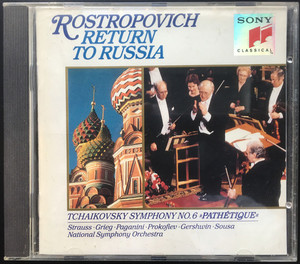 ROSTROPOVICH
RETURN
TO RUSSIA
SONY
CLASSICAL
TCHAIKOVSKY SYMPHONY NO. 6 «PATHÉTIQUE»
Strauss · Grieg · Paganini · Prokofiev · Gershwin · Sousa
National Symphony Orchestra